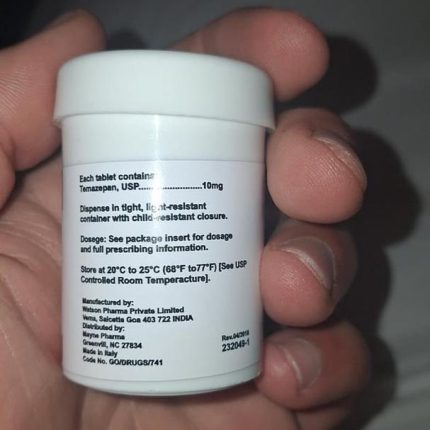 Each tablet contains
Temazepan, USP........................10mg
Dispense in tight, light-resistant
container with child-resistant closure.
Dosege: See package insert for dosage
and full prescribing information.
Store at 20°C to 25°C (68°F to77°F) [See USP
Controlled Room Temperacture].
Manufactured by:
Watson Pharma Private Limited
Verna, Salcetis Goa 403 722 INDIA
Distributed by:
Mayne Pharma
Greenvill, NC 27834
Made in Italy
Code No. GO/DRUGS/741
Rev.04/2018
232049-1